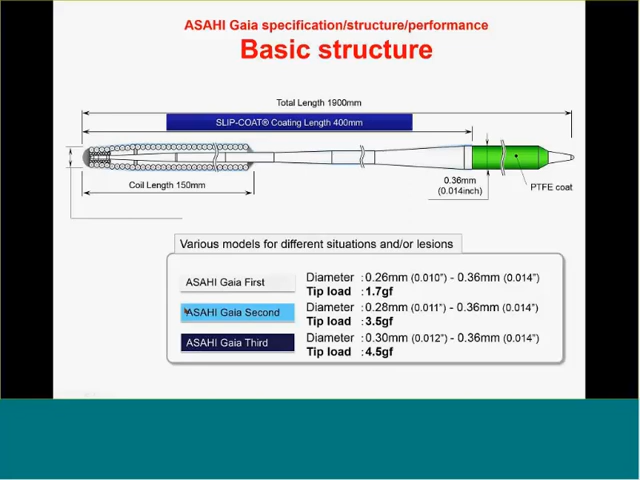 ASAHI Gaia specification/structure/performance
Basic structure
Total Length 1900mm
SLIP-COAT® Coating Length 400mm
Coil Length 150mm
0.36mm
(0.014inch)
PTFE coat
Various models for different situations and/or lesions
ASAHI Gaia First
Diameter : 0.26mm (0.010") - 0.36mm (0.014")
Tip load : 1.7gf
ASAHI Gaia Second
Diameter : 0.28mm (0.011") - 0.36mm (0.014")
Tip load : 3.5gf
ASAHI Gaia Third
Diameter : 0.30mm (0.012") - 0.36mm (0.014")
Tip load : 4.5gf